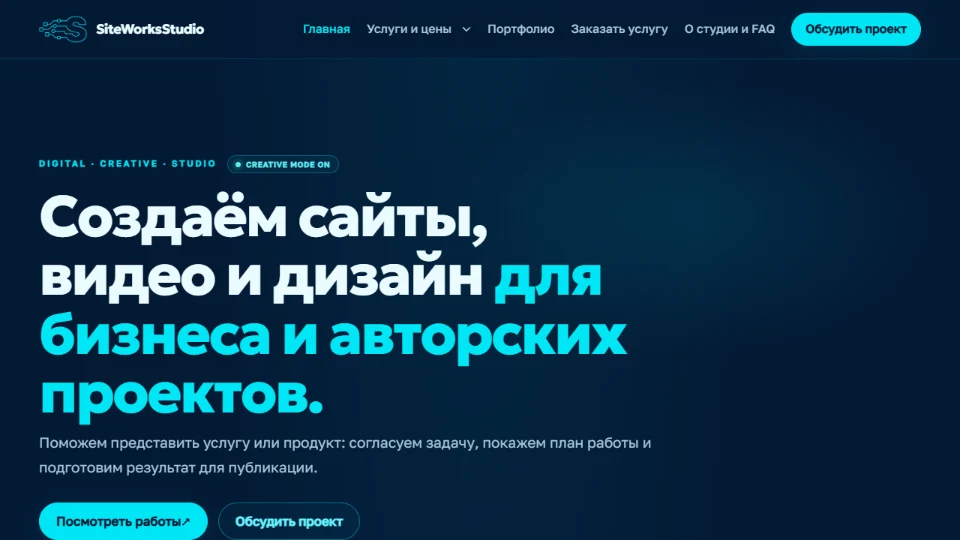 SiteWorksStudio
Главная
Услуги и цены
Портфолио
Заказать услугу
О студии и FAQ
Обсудить проект
DIGITAL · CREATIVE · STUDIO
CREATIVE MODE ON
Создаём сайты,
видео и дизайн для
бизнеса и авторских
проектов.
Поможем представить услугу или продукт: согласуем задачу, покажем план работы и
подготовим результат для публикации.
Посмотреть работы↗
Обсудить проект